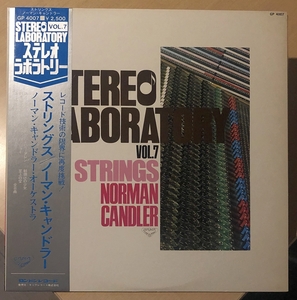 STEREO
LABORATORY
VOL.7
GP 4007
¥2,500
ステレオ
ラボラトリー
レコード技術の限界に再度挑戦!
ストリングス/ノーマン・キャンドラー
ノーマン・キャンドラー・オーケストラ
GP 4007
STEREO
LABORATORY
VOL.7
STRINGS
NORMAN
CANDLER